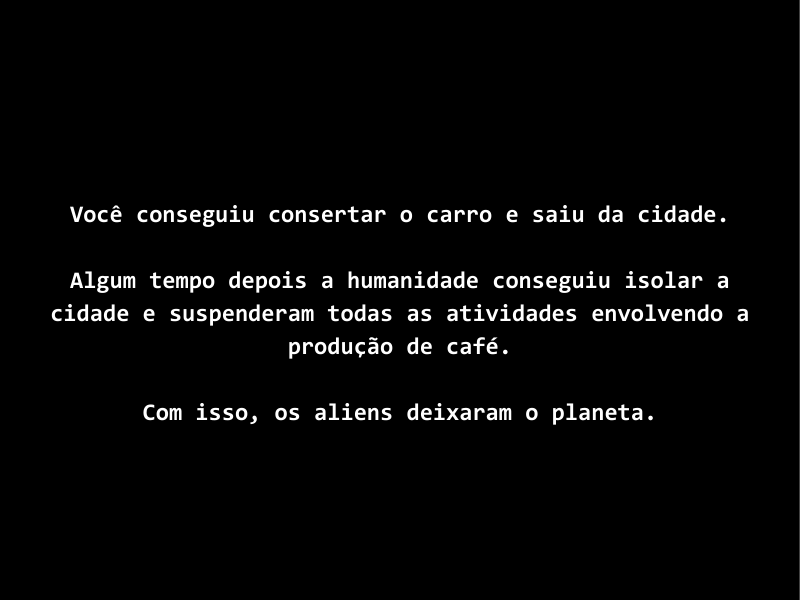 Você conseguiu consertar o carro e saiu da cidade.
Algum tempo depois a humanidade conseguiu isolar a
cidade e suspenderam todas as atividades envolvendo a
produção de café.
Com isso, os aliens deixaram o planeta.